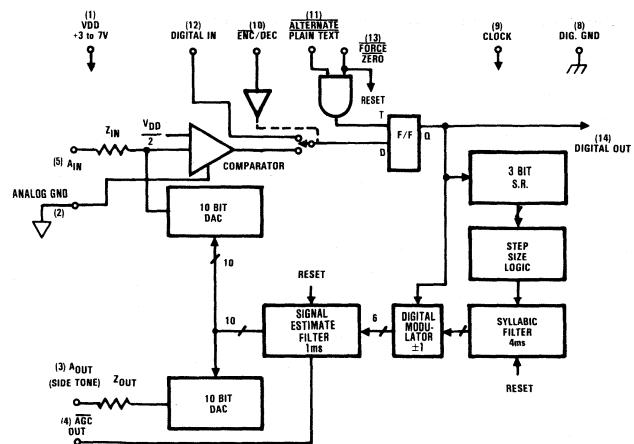 (1)
VDD
+3 to 7V
(12)
DIGITAL IN
(10)
ENC/DEC
(11)
ALTERNATE
PLAIN TEXT
(13)
FORCE
ZERO
RESET
(9)
CLOCK
(8)
DIG. GND
ZIN
VDD
2
(5) AIN
COMPARATOR
T
F/F
Q
D
(14)
DIGITAL OUT
ANALOG GND
(2)
10 BIT
DAC
3 BIT
S.R.
STEP
SIZE
LOGIC
10
RESET
10
SIGNAL
ESTIMATE
FILTER
1ms
6
DIGITAL
MODU-
LATOR
±1
SYLLABIC
FILTER
4ms
RESET
(3) AOUT
(SIDE TONE)
ZOUT
10 BIT
DAC
(4) AGC
OUT